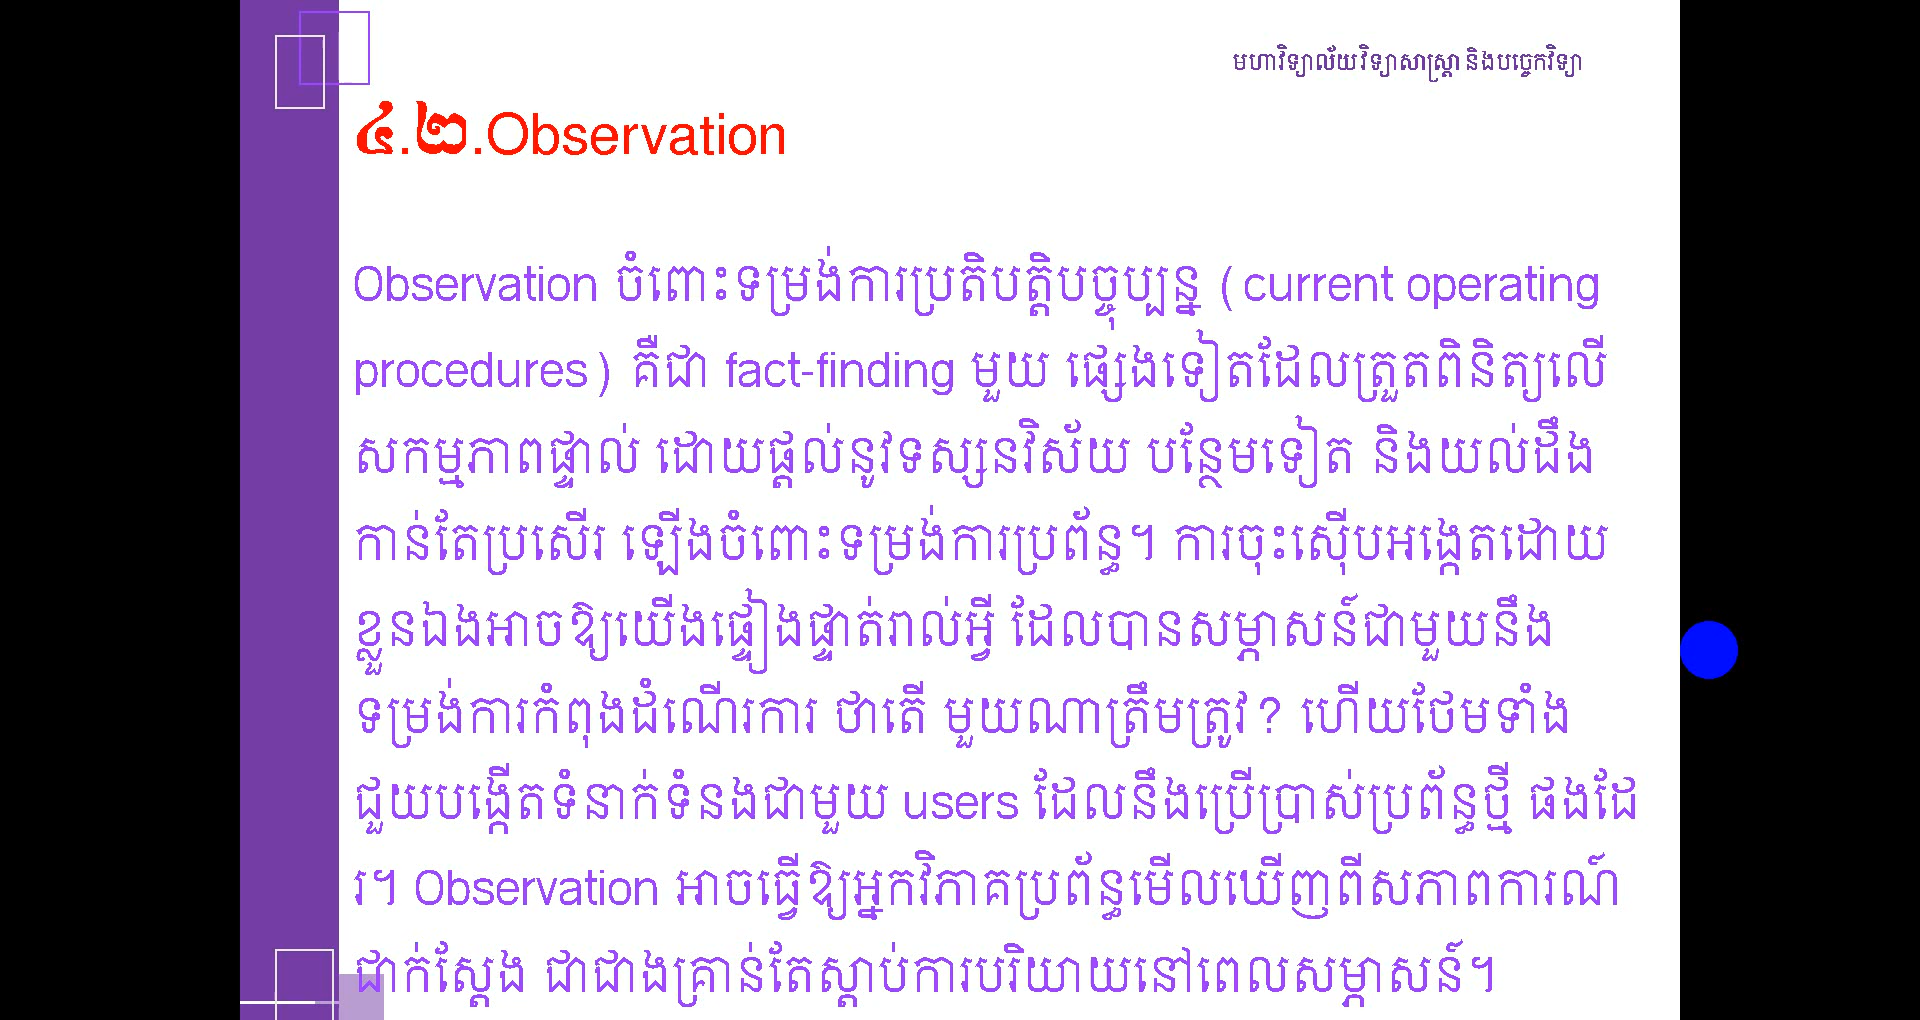 មហាវិទ្យាល័យវិទ្យាសាស្ត្រា និងបច្ចេកវិទ្យា
៤.២.Observation
Observation ចំពោះទម្រង់ការប្រតិបត្តិបច្ចុប្បន្ន (current operating
procedures) គឺជា fact-finding មួយ ផ្សេងទៀតដែលត្រួតពិនិត្យលើ
សកម្មភាពផ្ទាល់ ដោយផ្តល់នូវទស្សនវិស័យ បន្ថែមទៀត និងយល់ដឹង
កាន់តែប្រសើរ ឡើងចំពោះទម្រង់ការប្រព័ន្ធ។ ការចុះស៊ើបអង្កេតដោយ
ខ្លួនឯងអាចឱ្យយើងផ្ទៀងផ្ទាត់រាល់អ្វី ដែលបានសម្ភាសន៍ជាមួយនឹង
ទម្រង់ការកំពុងដំណើរការ ថាតើ មួយណាត្រឹមត្រូវ? ហើយថែមទាំង
ជួយបង្កើតទំនាក់ទំនងជាមួយ users ដែលនឹងប្រើប្រាស់ប្រព័ន្ធថ្មី ផងដែ
រ។ Observation អាចធ្វើឱ្យអ្នកវិភាគប្រព័ន្ធមើលឃើញពីសភាពការណ៍
ជាក់ស្តែង ជាជាងគ្រាន់តែស្តាប់ការបរិយាយនៅពេលសម្ភាសន៍។